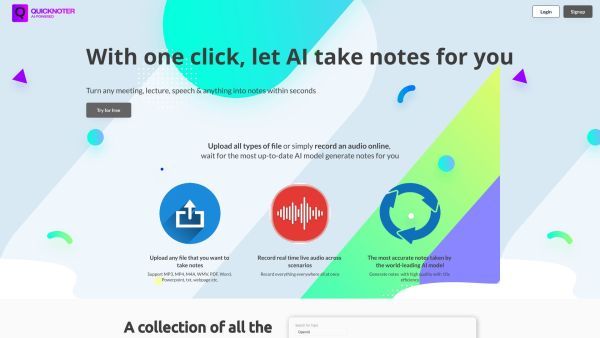 QUICKNOTER
AI POWERED
Login
Signup
With one click, let AI take notes for you
Turn any meeting, lecture, speech & anything into notes within seconds
Try for free
Upload all types of file or simply record an audio online,
wait for the most up-to-date AI model generate notes for you
Upload any file that you want to
take notes
Support MP3, MP4, M4A, WMV, PDF, Word,
Powerpoint, txt, webpage etc.
Record real time live audio across
scenarios
Record everything everywhere all at once
The most accurate notes taken by
the world-leading AI model
Generate notes with high quality with title
efficiency
A collection of all the
Search for topic
OpenAI